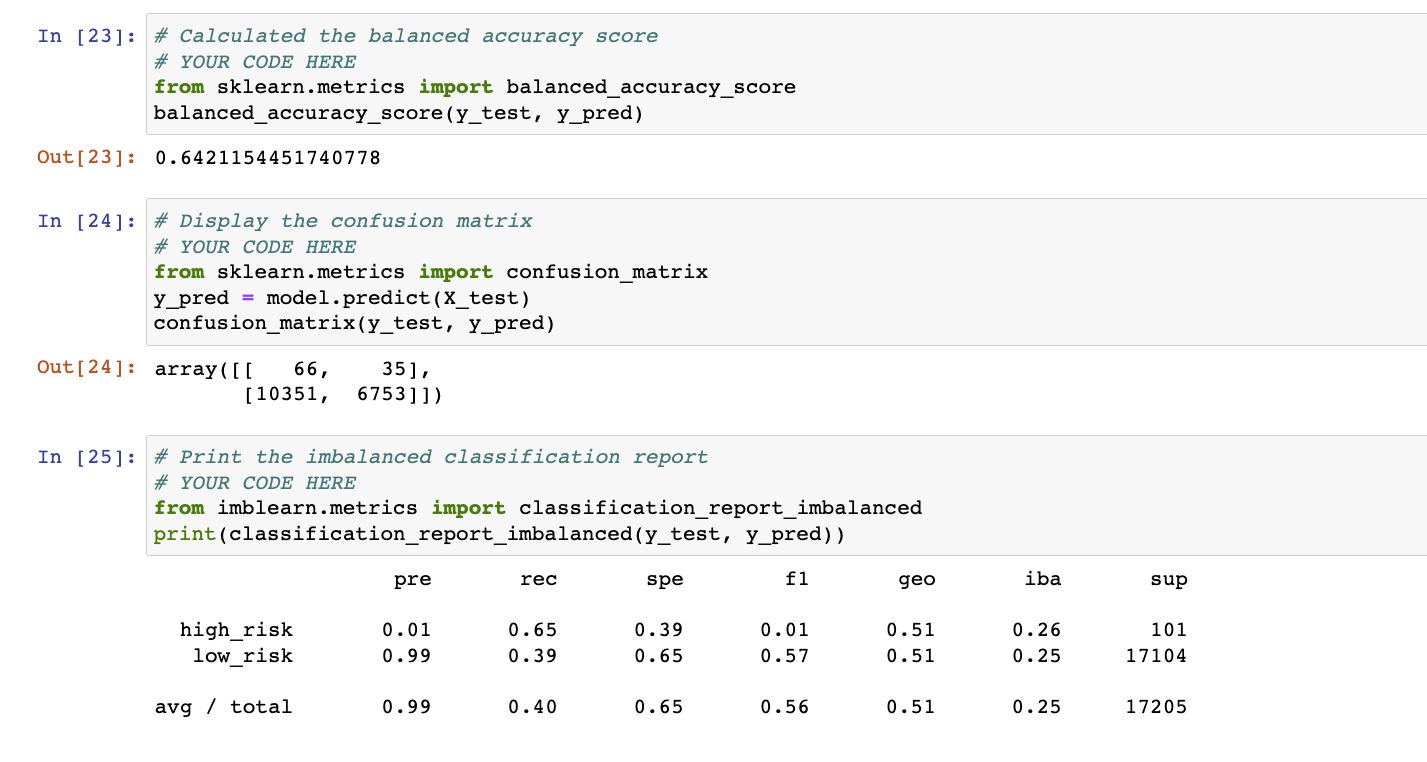 In [23]: # Calculated the balanced accuracy score
# YOUR CODE HERE
from sklearn.metrics import balanced_accuracy_score
balanced_accuracy_score(y_test, y_pred)
Out[23]: 0.6421154451740778
In [24]: # Display the confusion matrix
# YOUR CODE HERE
from sklearn.metrics import confusion_matrix
y_pred = model.predict(X_test)
confusion_matrix(y_test, y_pred)
Out[24]: array([[   66,    35],
       [10351,  6753]])
In [25]: # Print the imbalanced classification report
# YOUR CODE HERE
from imblearn.metrics import classification_report_imbalanced
print(classification_report_imbalanced(y_test, y_pred))
pre rec spe f1 geo iba sup
high_risk 0.01 0.65 0.39 0.01 0.51 0.26 101
low_risk 0.99 0.39 0.65 0.57 0.51 0.25 17104
avg / total 0.99 0.40 0.65 0.56 0.51 0.25 17205